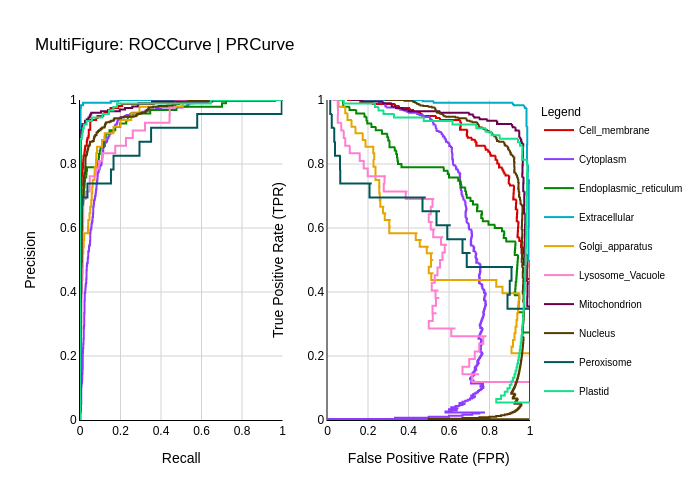 MultiFigure: ROCCurve | PRCurve
1
0.8
0.6
0.4
0.2
0
0
0.2
0.4
0.6
0.8
1
Precision
Recall
1
0.8
0.6
0.4
0.2
0
0
0.2
0.4
0.6
0.8
1
True Positive Rate (TPR)
False Positive Rate (FPR)
Legend
Cell_membrane
Cytoplasm
Endoplasmic_reticulum
Extracellular
Golgi_apparatus
Lysosome_Vacuole
Mitochondrion
Nucleus
Peroxisome
Plastid